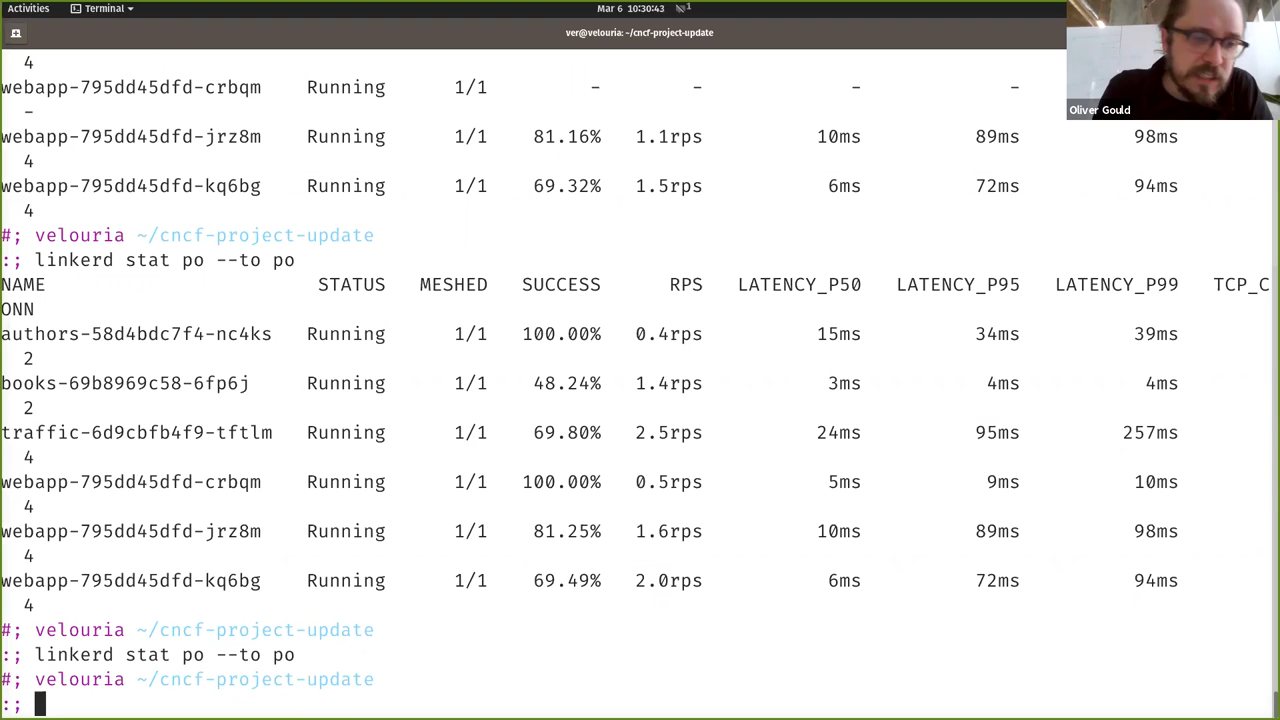 Activities Terminal Mar 6 10:30:43 1
ver@velouria: ~/cncf-project-update
Oliver Gould
4
webapp-795dd45dfd-crbqm Running 1/1 - - - -
-
webapp-795dd45dfd-jrz8m Running 1/1 81.16% 1.1rps 10ms 89ms 98ms
4
webapp-795dd45dfd-kq6bg Running 1/1 69.32% 1.5rps 6ms 72ms 94ms
4
#; velouria ~/cncf-project-update
:; linkerd stat po --to po
NAME STATUS MESHED SUCCESS RPS LATENCY_P50 LATENCY_P95 LATENCY_P99 TCP_C
ONN
authors-58d4bdc7f4-nc4ks Running 1/1 100.00% 0.4rps 15ms 34ms 39ms
2
books-69b8969c58-6fp6j Running 1/1 48.24% 1.4rps 3ms 4ms 4ms
2
traffic-6d9cbfb4f9-tftlm Running 1/1 69.80% 2.5rps 24ms 95ms 257ms
4
webapp-795dd45dfd-crbqm Running 1/1 100.00% 0.5rps 5ms 9ms 10ms
4
webapp-795dd45dfd-jrz8m Running 1/1 81.25% 1.6rps 10ms 89ms 98ms
4
webapp-795dd45dfd-kq6bg Running 1/1 69.49% 2.0rps 6ms 72ms 94ms
4
#; velouria ~/cncf-project-update
:; linkerd stat po --to po
#; velouria ~/cncf-project-update
:;